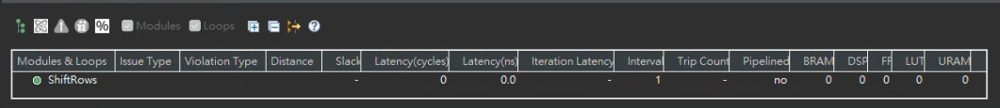 % Modules Loops ?
Modules & Loops Issue Type Violation Type Distance Slack Latency(cycles) Latency(ns) Iteration Latency Interval Trip Count Pipelined BRAM DSP FF LUT URAM
ShiftRows - 0 0.0 - 1 - no 0 0 0 0 0